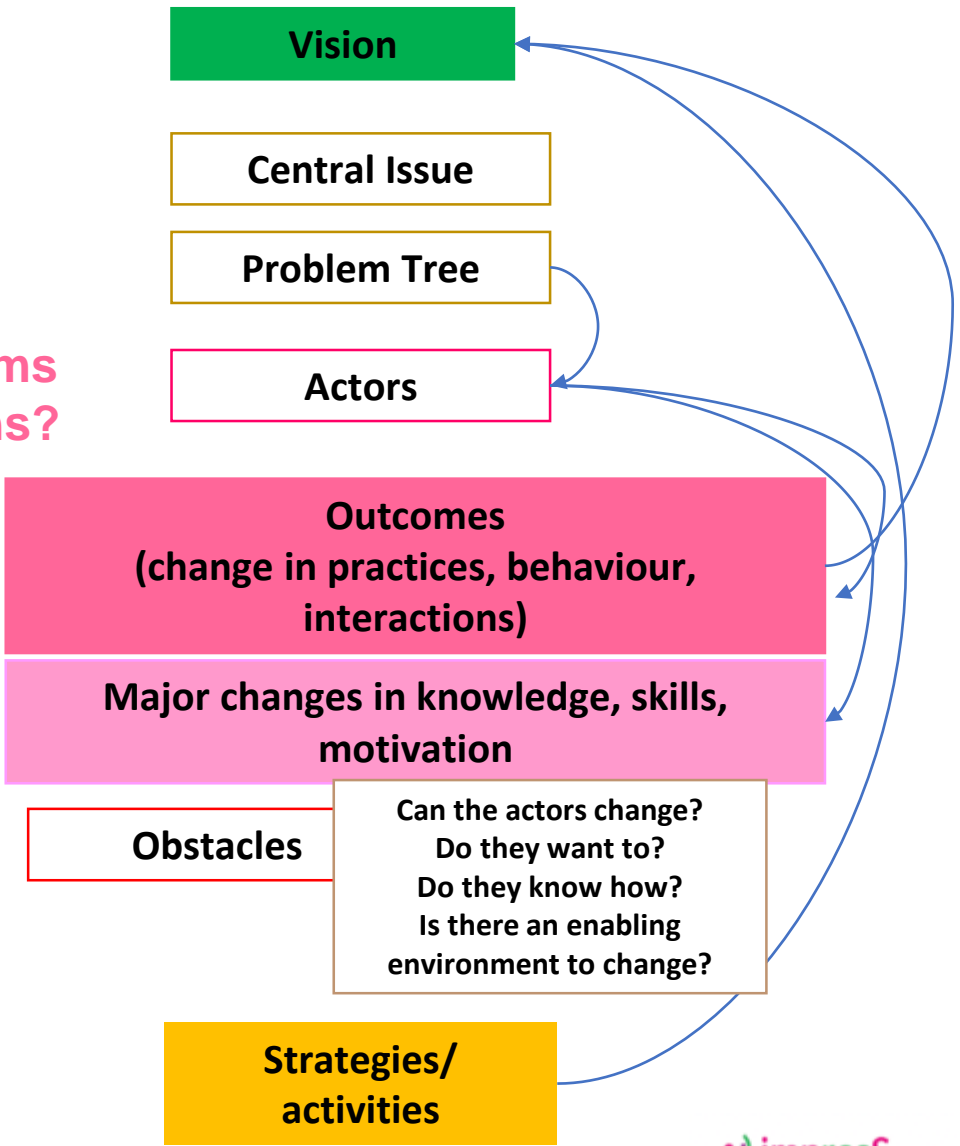 Vision
Central Issue
Problem Tree
Actors
Outcomes
(change in practices, behaviour,
interactions)
Major changes in knowledge, skills,
motivation
Obstacles
Can the actors change?
Do they want to?
Do they know how?
Is there an enabling
environment to change?
Strategies/
activities